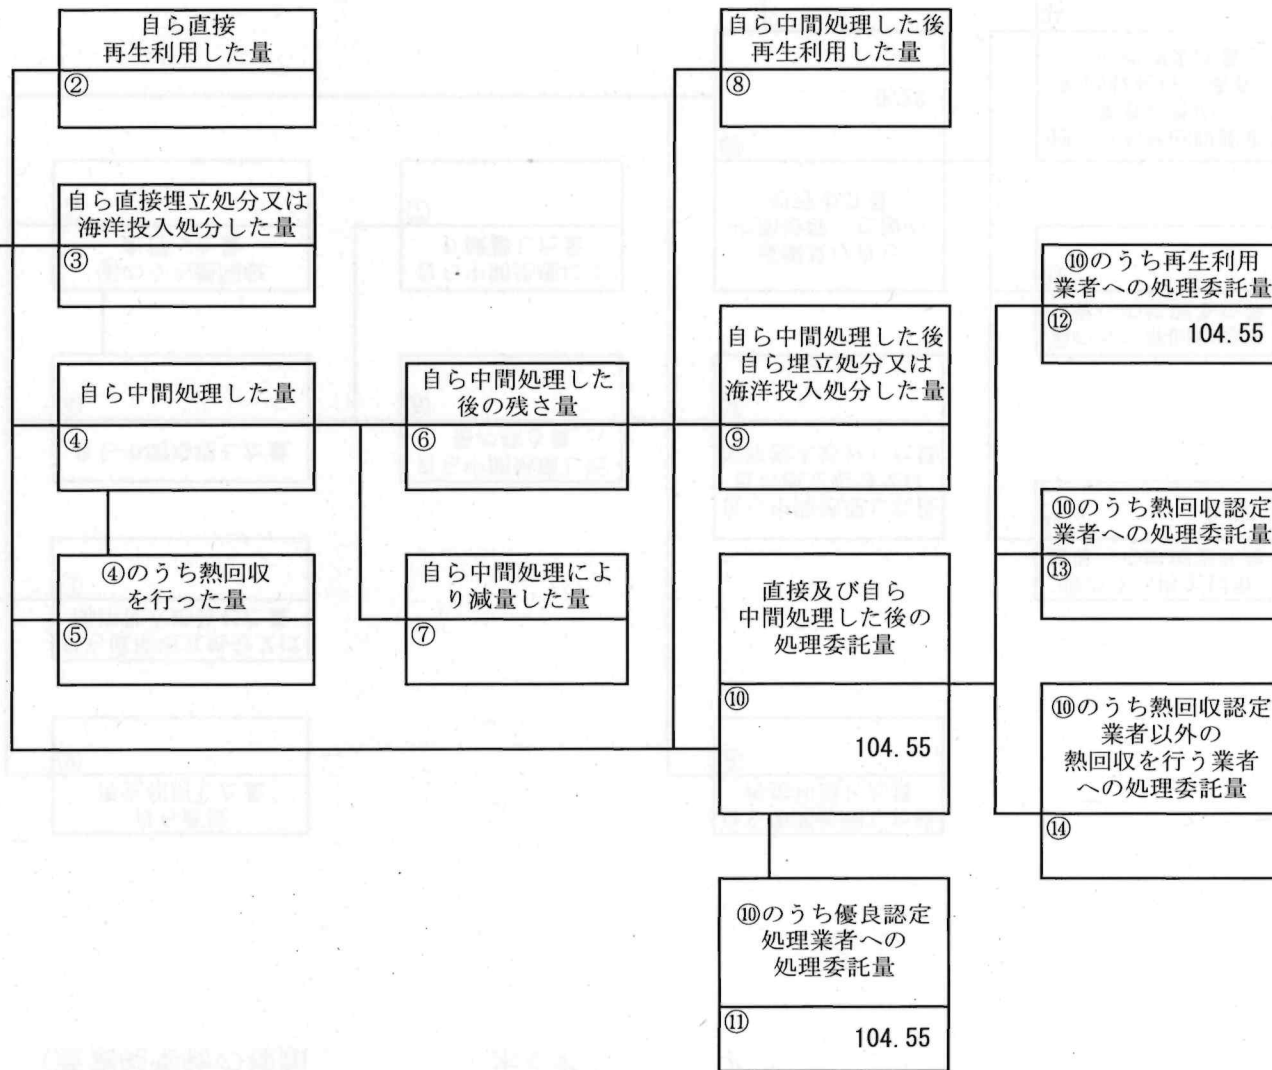 自ら直接
再生利用した量
②
自ら直接埋立処分又は
海洋投入処分した量
③
自ら中間処理した量
④
④のうち熱回収
を行った量
⑤
自ら中間処理した
後の残さ量
⑥
自ら中間処理によ
り減量した量
⑦
自ら中間処理した後
再生利用した量
⑧
自ら中間処理した後
自ら埋立処分又は
海洋投入処分した量
⑨
直接及び自ら
中間処理した後の
処理委託量
⑩
104.55
⑩のうち優良認定
処理業者への
処理委託量
⑪
104.55
⑩のうち再生利用
業者への処理委託量
⑫
104.55
⑩のうち熱回収認定
業者への処理委託量
⑬
⑩のうち熱回収認定
業者以外の
熱回収を行う業者
への処理委託量
⑭